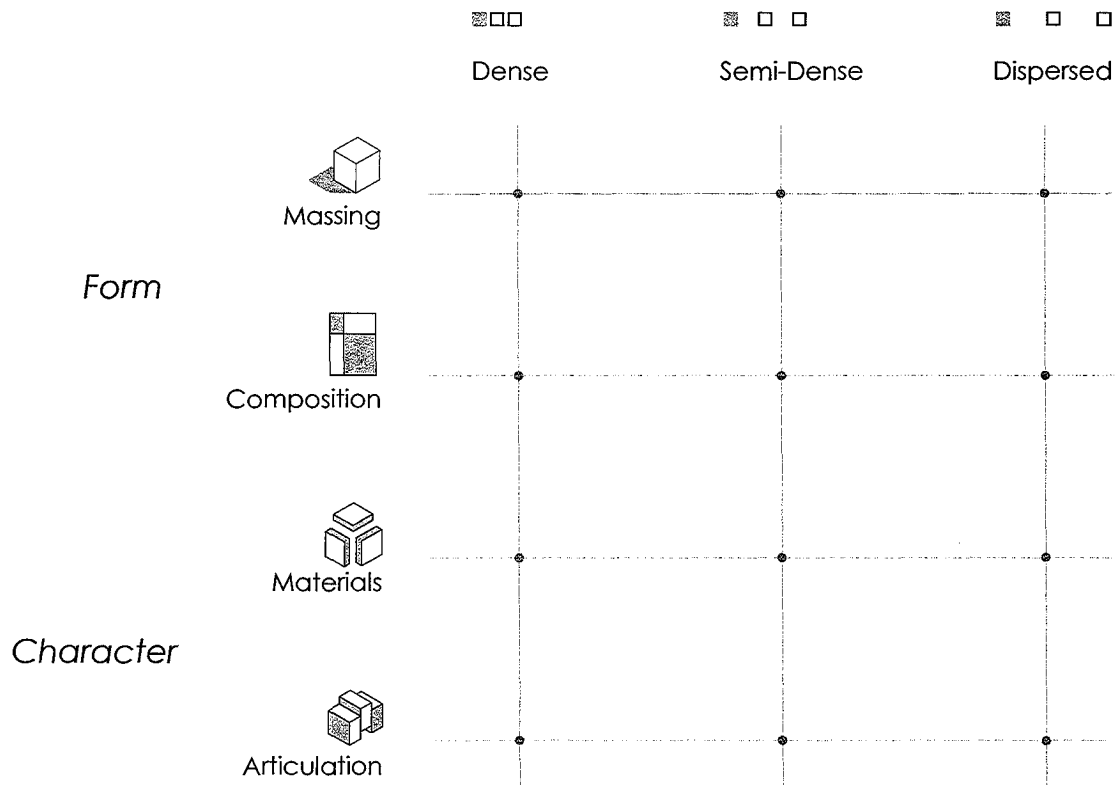 Dense Semi-Dense Dispersed
Massing
Form
Composition
Materials
Character
Articulation